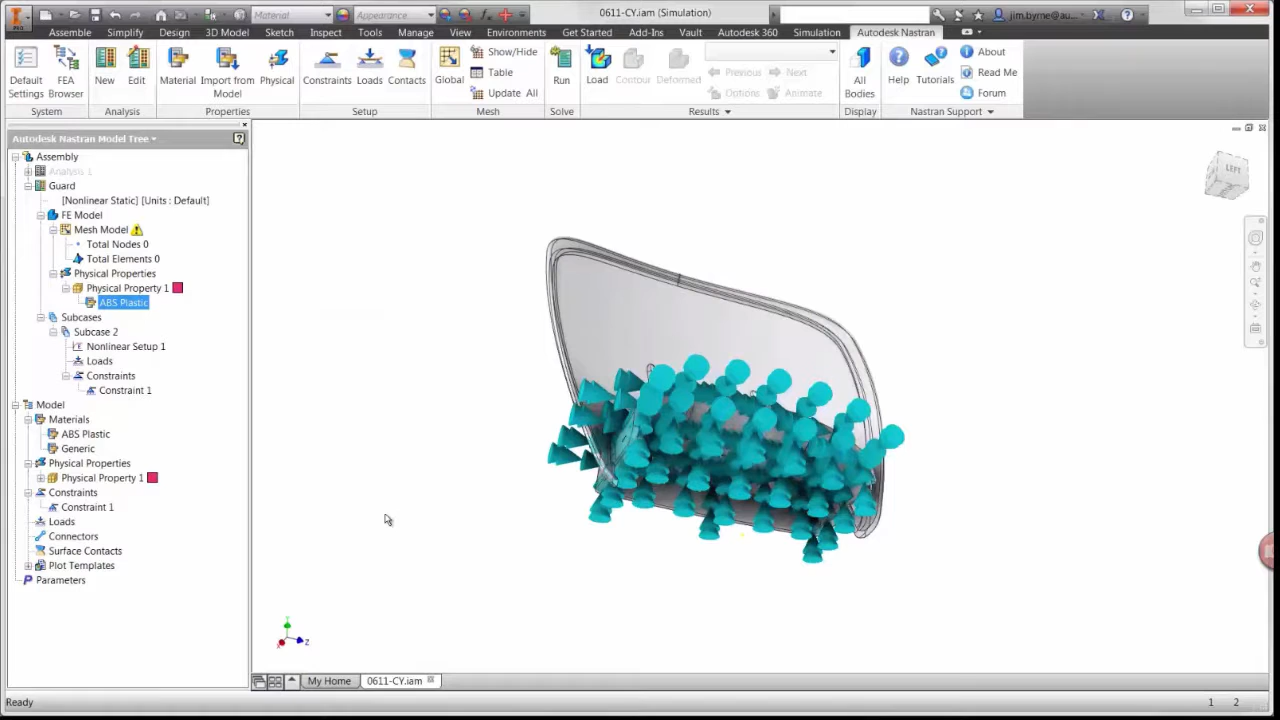 PRO
Material
Appearance
0611-CY.iam (Simulation)
jim.byrne@au...
Assemble Simplify Design 3D Model Sketch Inspect Tools Manage View Environments Get Started Add-Ins Vault Autodesk 360 Simulation Autodesk Nastran
Default Settings
FEA Browser
New
Edit
Material
Import from Model
Physical
Constraints
Loads
Contacts
Global
Show/Hide
Table
Update All
Run
Load
Contour
Deformed
Previous Next
Options Animate
All Bodies
Help
Tutorials
About
Read Me
Forum
System Analysis Properties Setup Mesh Solve Results Display Nastran Support
Autodesk Nastran Model Tree
Assembly
Analysis 1
Guard
[Nonlinear Static] [Units : Default]
FE Model
Mesh Model
Total Nodes 0
Total Elements 0
Physical Properties
Physical Property 1
ABS Plastic
Subcases
Subcase 2
Nonlinear Setup 1
Loads
Constraints
Constraint 1
Model
Materials
ABS Plastic
Generic
Physical Properties
Physical Property 1
Constraints
Constraint 1
Loads
Connectors
Surface Contacts
Plot Templates
Parameters
LEFT
Y
X
Z
My Home
0611-CY.iam
Ready
1 2